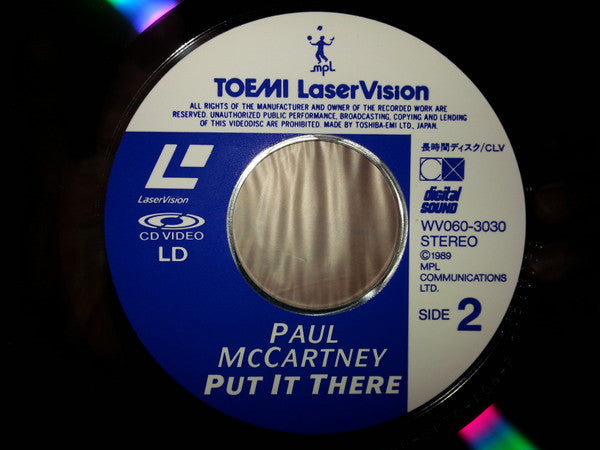 mpl
TOEMI LaserVision
ALL RIGHTS OF THE MANUFACTURER AND OWNER OF THE RECORDED WORK ARE
RESERVED. UNAUTHORIZED PUBLIC PERFORMANCE, BROADCASTING, COPYING AND LENDING
OF THIS VIDEODISC ARE PROHIBITED. MADE BY TOSHIBA-EMI LTD., JAPAN.
LaserVision
CD VIDEO
LD
長時間ディスク/CLV
CX
digital
SOUND
WV060-3030
STEREO
©1989
MPL
COMMUNICATIONS
LTD.
SIDE 2
PAUL
MCCARTNEY
PUT IT THERE